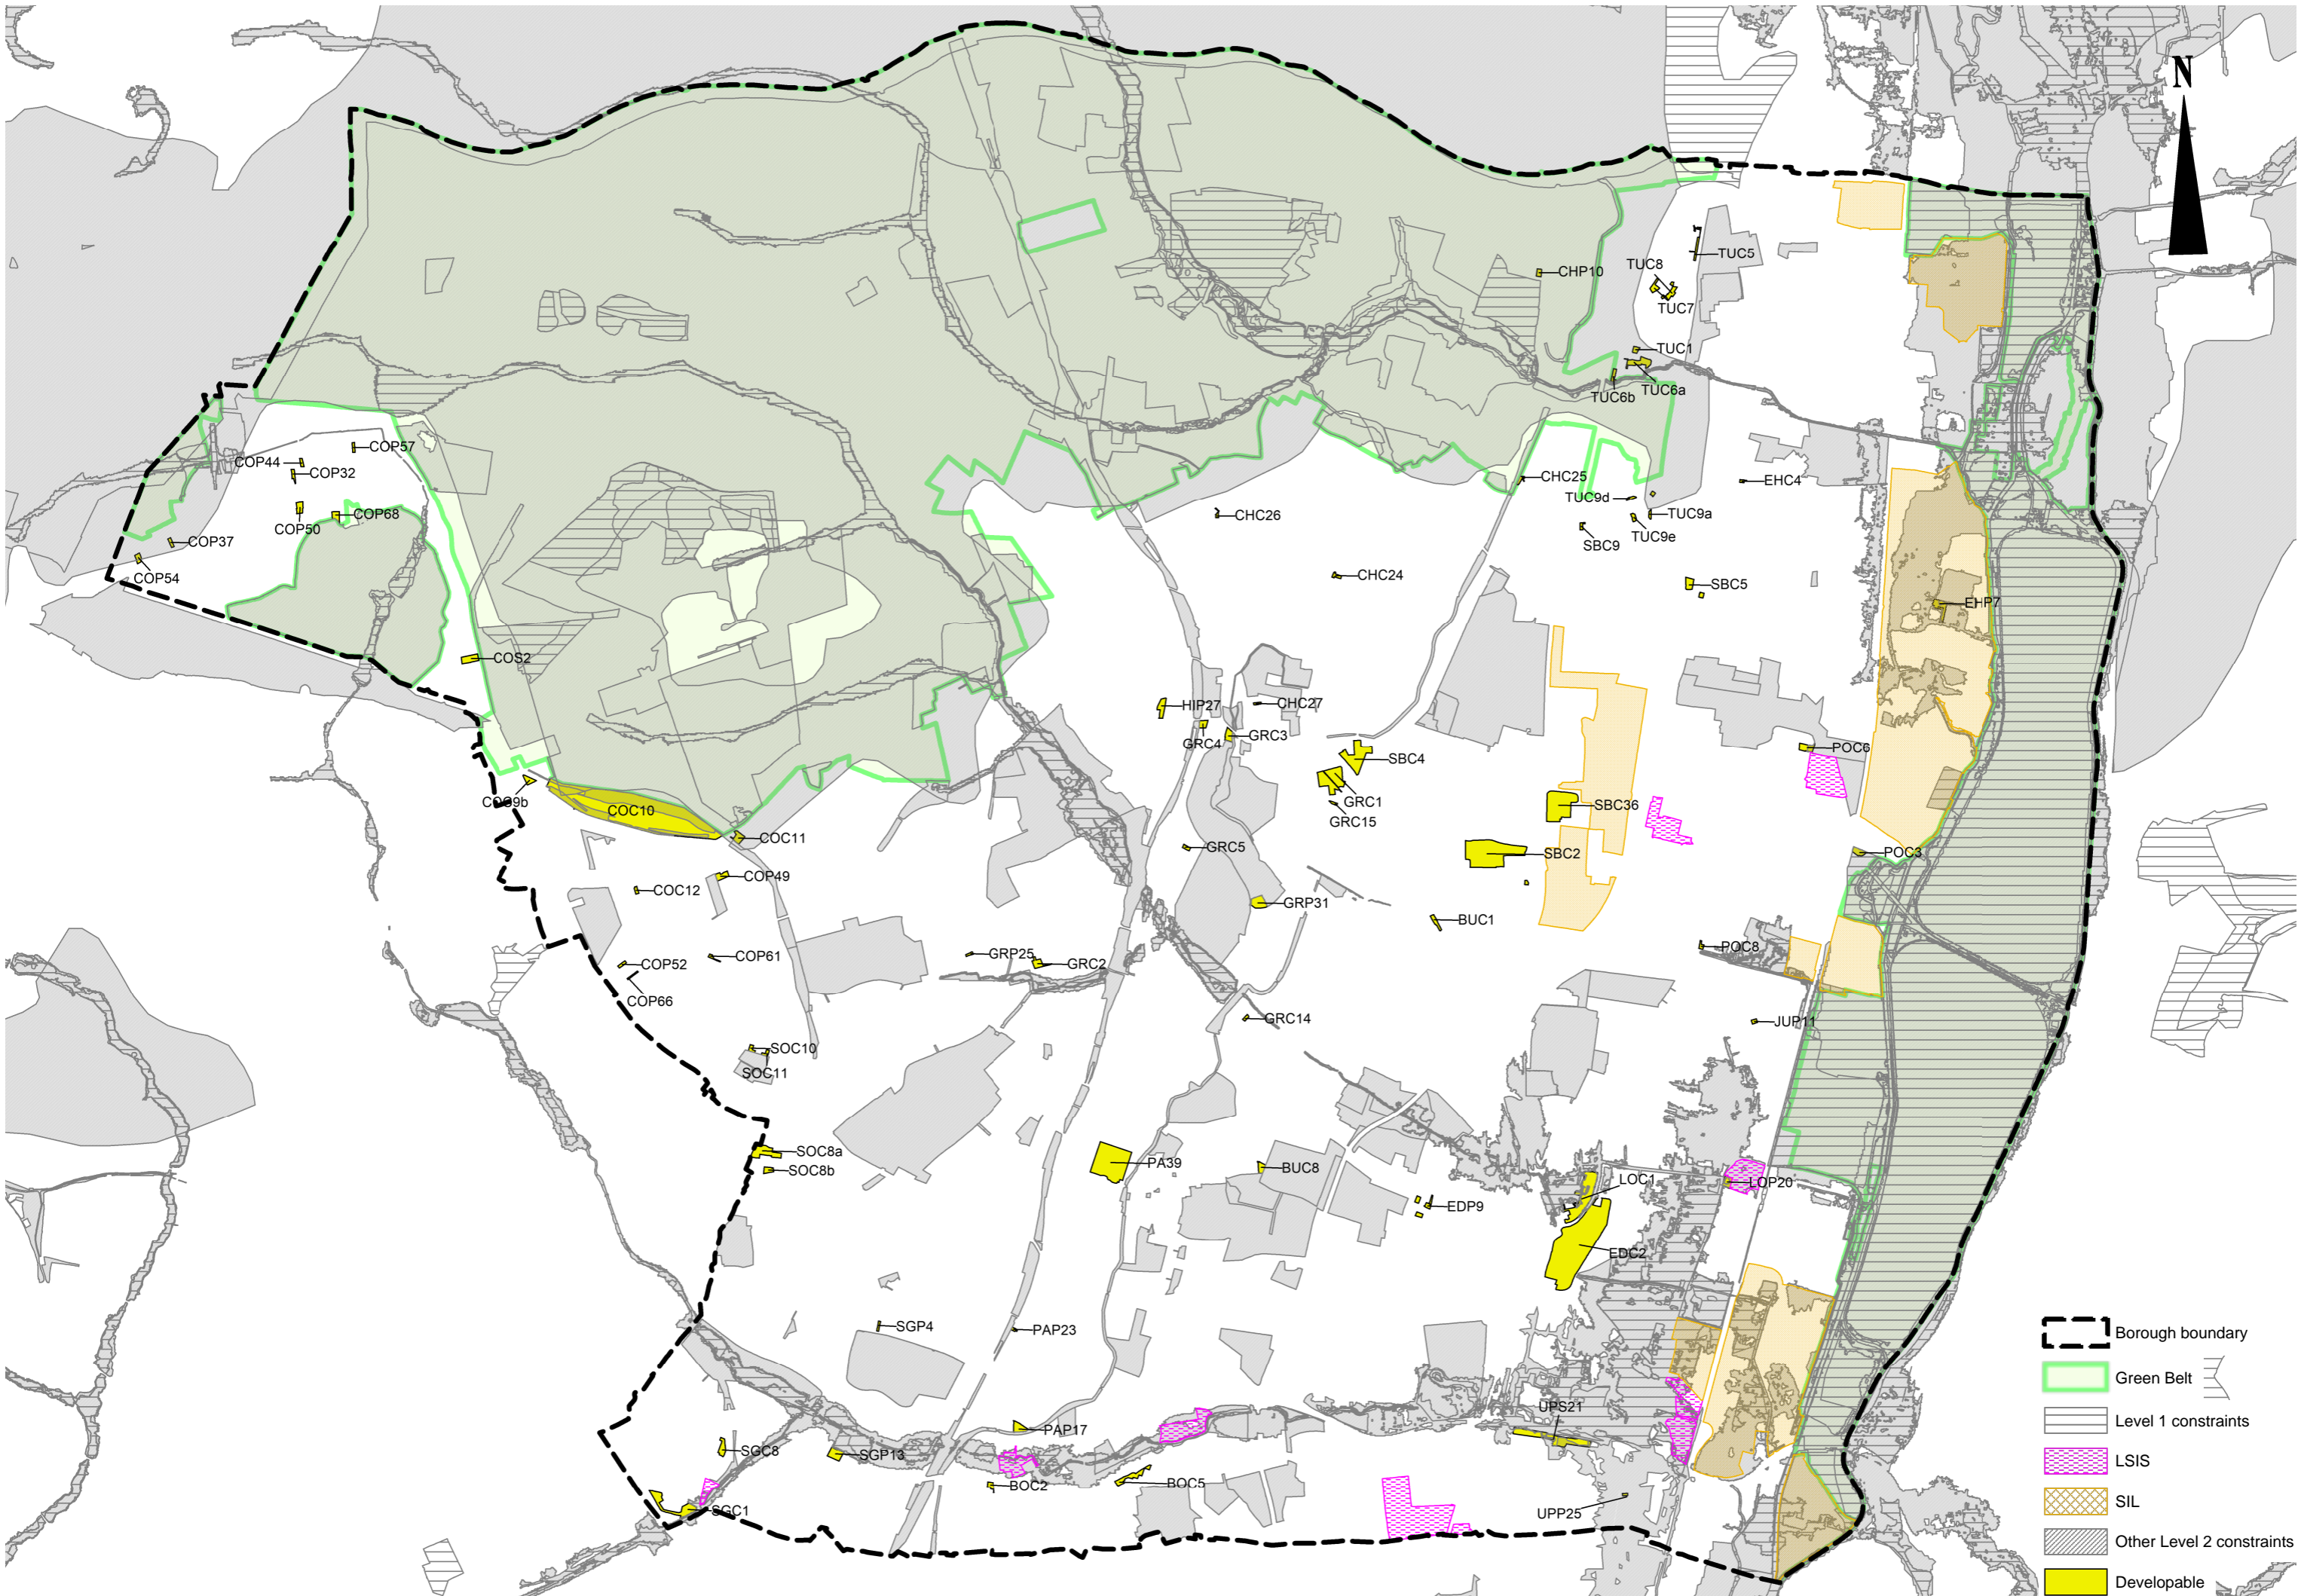 N
TUC5
TUC8
CHP10
TUC7
TUC1
TUC6a
TUC6b
COP57
COP44
COP32
CHC25
EHC4
TUC9d
COP68
COP50
CHC26
TUC9a
TUC9e
COP37
SBC9
COP54
CHC24
SBC5
EHP7
COS2
HIP27
CHC27
GRC4
GRC3
POC6
SBC4
COC9b
GRC1
COC10
SBC36
GRC15
COC11
GRC5
SBC2
POC3
COP49
COC12
GRP31
BUC1
POC8
GRP25
COP61
COP52
GRC2
COP66
GRC14
JUP11
SOC10
SOC11
SOC8a
PA39
BUC8
SOC8b
LOC1
LOP20
EDP9
EDC2
SGP4
PAP23
Borough boundary
Green Belt
UPS21
Level 1 constraints
PAP17
SGC8
SGP13
LSIS
BOC5
BOC2
SIL
SGC1
UPP25
Other Level 2 constraints
Developable